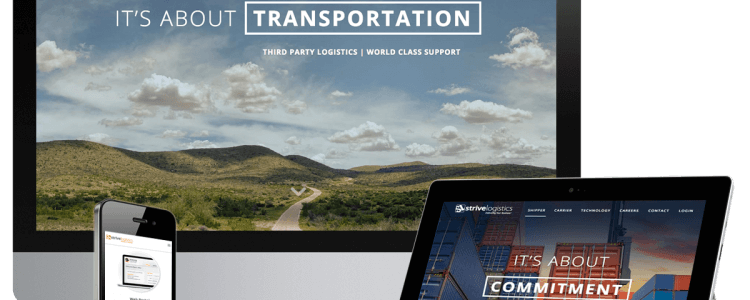 IT'S ABOUT TRANSPORTATION
THIRD PARTY LOGISTICS | WORLD CLASS SUPPORT
strivelogistics
SHIPPER CARRIER TECHNOLOGY CAREERS CONTACT LOGIN
IT'S ABOUT
COMMITMENT
strivelogistics